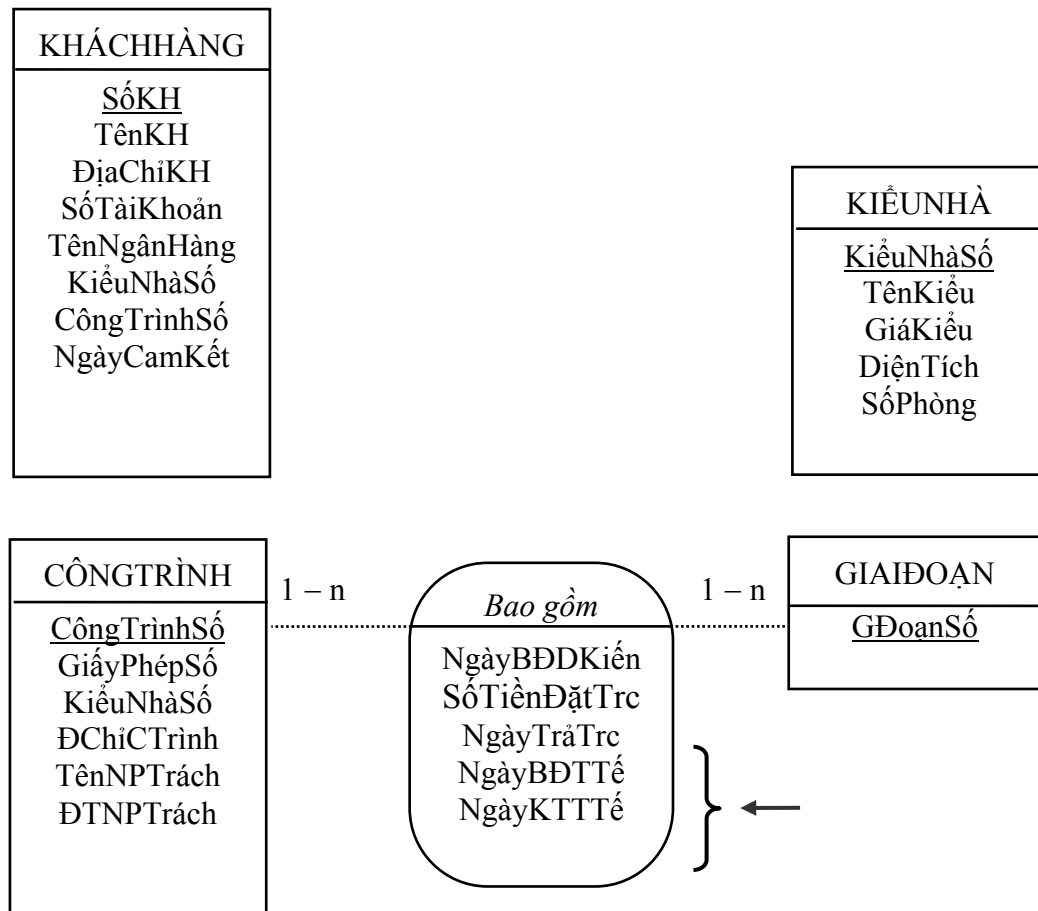 KHÁCHHÀNG
SốKH
TênKH
ĐịaChỉKH
SốTàiKhoản
TênNgânHàng
KiểuNhàSố
CôngTrìnhSố
NgàyCamKết
KIỂUNHÀ
KiểuNhàSố
TênKiểu
GiáKiểu
DiệnTích
SốPhòng
CÔNGTRÌNH
CôngTrìnhSố
GiấyPhépSố
KiểuNhàSố
ĐChỉCTrình
TênNPTrách
ĐTNPTrách
1 – n
Bao gồm
NgàyBĐDKiến
SốTiềnĐặtTrc
NgàyTrảTrc
NgàyBĐTTế
NgàyKTTTế
1 – n
GIAIĐOẠN
GĐoạnSố